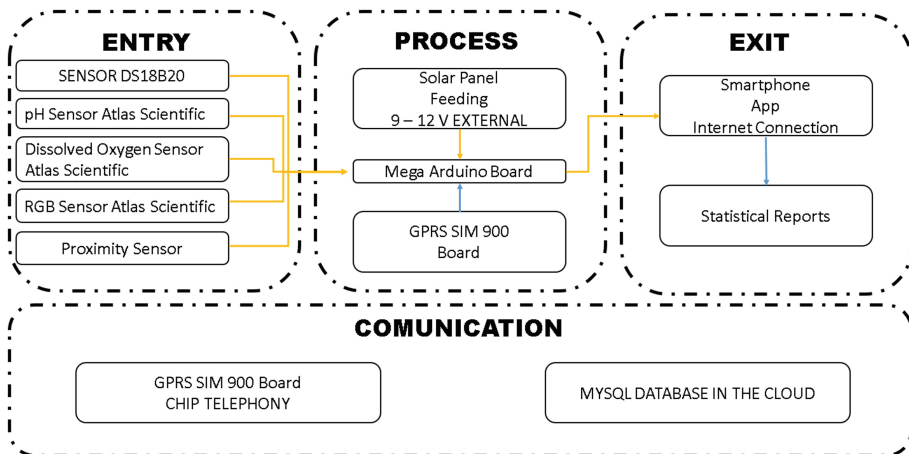 ENTRY
SENSOR DS18B20
pH Sensor Atlas Scientific
Dissolved Oxygen Sensor
Atlas Scientific
RGB Sensor Atlas Scientific
Proximity Sensor
PROCESS
Solar Panel
Feeding
9 – 12 V EXTERNAL
Mega Arduino Board
GPRS SIM 900
Board
EXIT
Smartphone
App
Internet Connection
Statistical Reports
COMUNICATION
GPRS SIM 900 Board
CHIP TELEPHONY
MYSQL DATABASE IN THE CLOUD